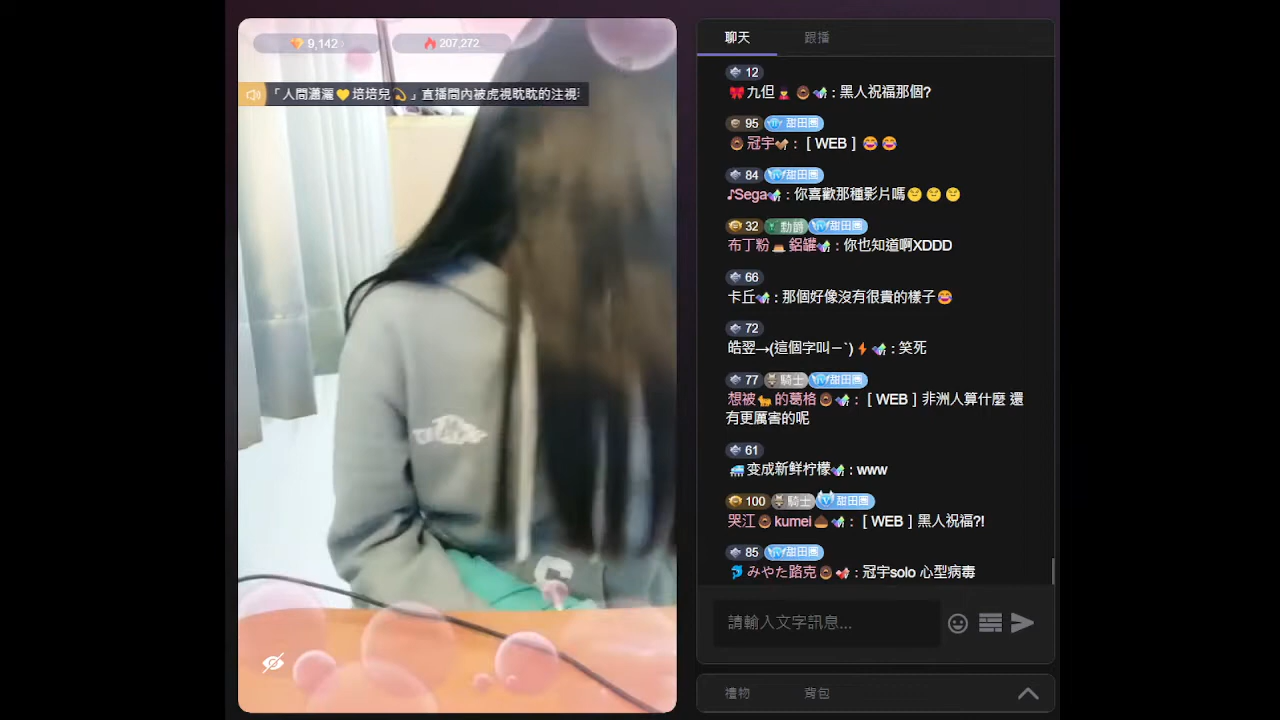 9,142
207,272
「人間瀟灑💛培培兒💫」直播間內被虎視眈眈的注視
聊天
跟播
12
九但: 黑人祝福那個?
95 甜田圈
冠宇: [ WEB ] 😂 😂
84 甜田圈
♪Sega: 你喜歡那種影片嗎
32 勳爵 甜田圈
布丁粉🍮鋁罐: 你也知道啊XDDD
66
卡丘: 那個好像沒有很貴的樣子😂
72
皓翌→(這個字叫ㄧˋ)⚡: 笑死
77 騎士 甜田圈
想被🐈的葛格🍩: [ WEB ] 非洲人算什麼 還
有更厲害的呢
61
变成新鲜柠檬: www
100 騎士 甜田圈
哭江🍩kumei🌰: [ WEB ] 黑人祝福?!
85 甜田圈
🐬みやた路克🍩: 冠宇solo 心型病毒
請輸入文字訊息...
禮物
背包